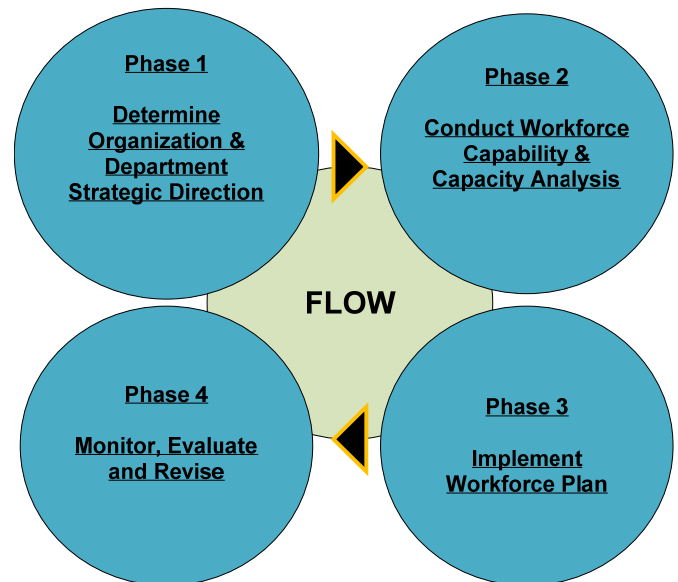 Phase 1
Determine
Organization &
Department
Strategic Direction
Phase 2
Conduct Workforce
Capability &
Capacity Analysis
FLOW
Phase 4
Monitor, Evaluate
and Revise
Phase 3
Implement
Workforce Plan